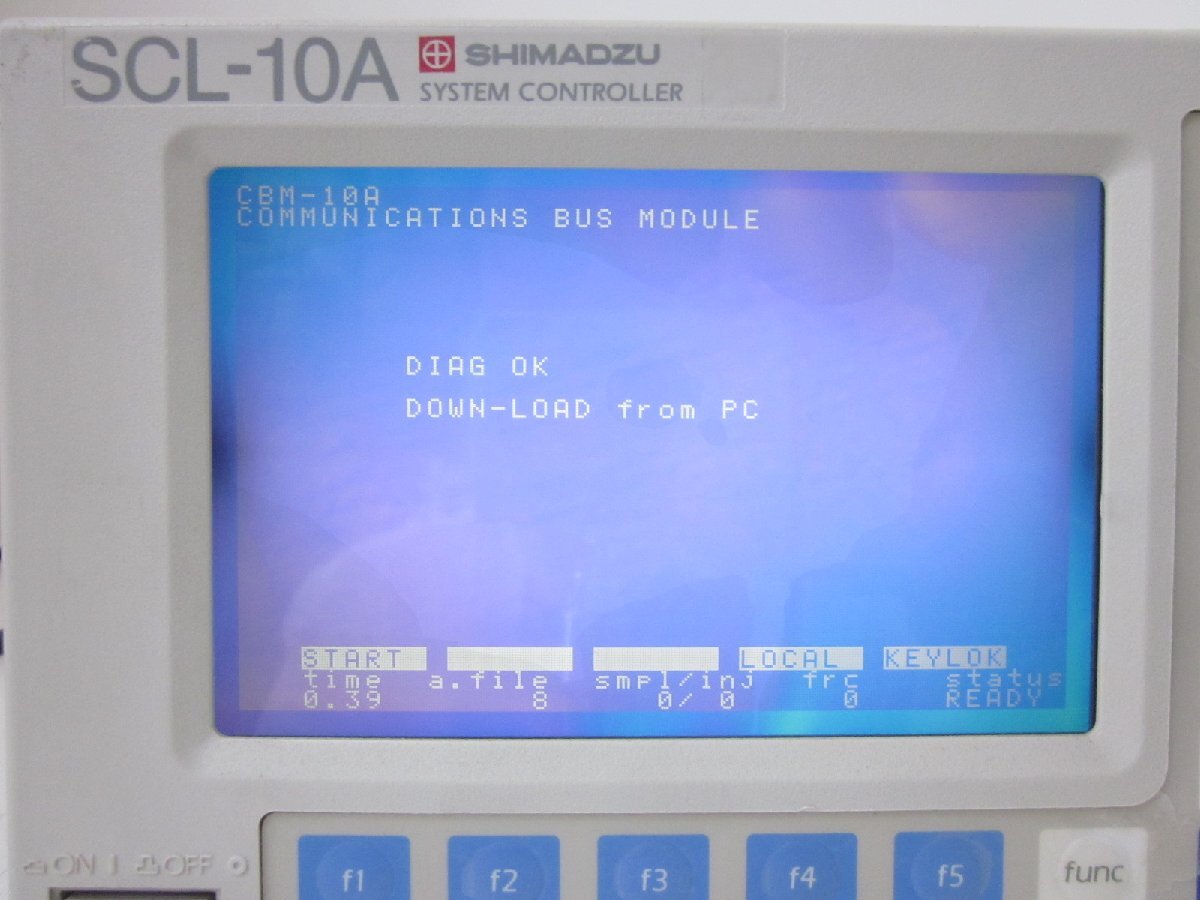 SCL-10A SHIMADZU
SYSTEM CONTROLLER
CBM-10A
COMMUNICATIONS BUS MODULE
DIAG OK
DOWN-LOAD from PC
START LOCAL KEYLOK
time a.file smpl/inj frc status
0.39 8 0/ 0 0 READY
ON OFF
f1 f2 f3 f4 f5 func